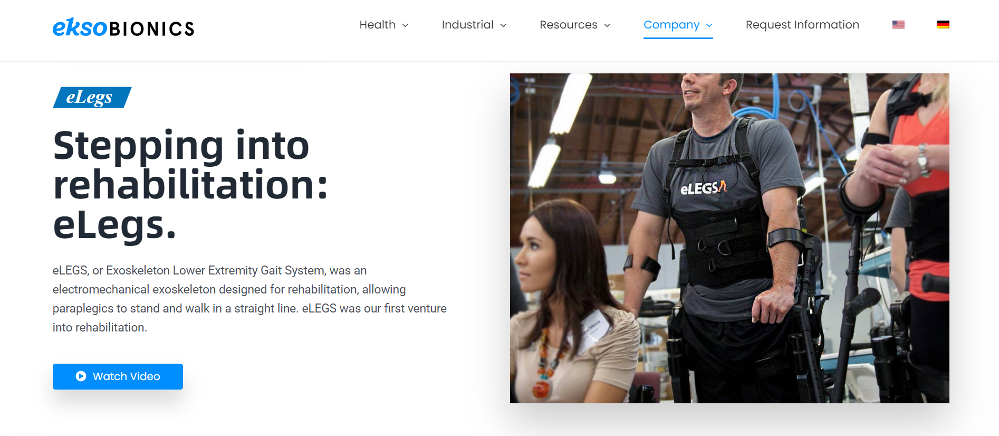 eksoBIONICS
Health
Industrial
Resources
Company
Request Information
eLegs
Stepping into
rehabilitation:
eLegs.
eLEGS, or Exoskeleton Lower Extremity Gait System, was an
electromechanical exoskeleton designed for rehabilitation, allowing
paraplegics to stand and walk in a straight line. eLEGS was our first venture
into rehabilitation.
Watch Video
eLEGS